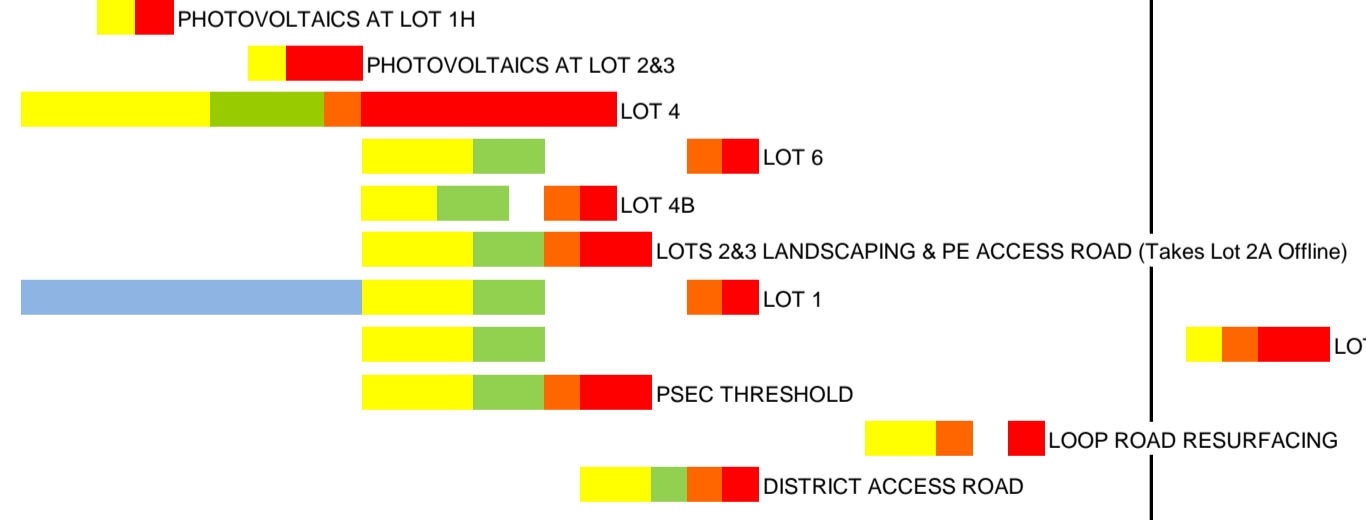 PHOTOVOLTAICS AT LOT 1H
PHOTOVOLTAICS AT LOT 2&3
LOT 4
LOT 6
LOT 4B
LOTS 2&3 LANDSCAPING & PE ACCESS ROAD (Takes Lot 2A Offline)
LOT 1
LOT
PSEC THRESHOLD
LOOP ROAD RESURFACING
DISTRICT ACCESS ROAD